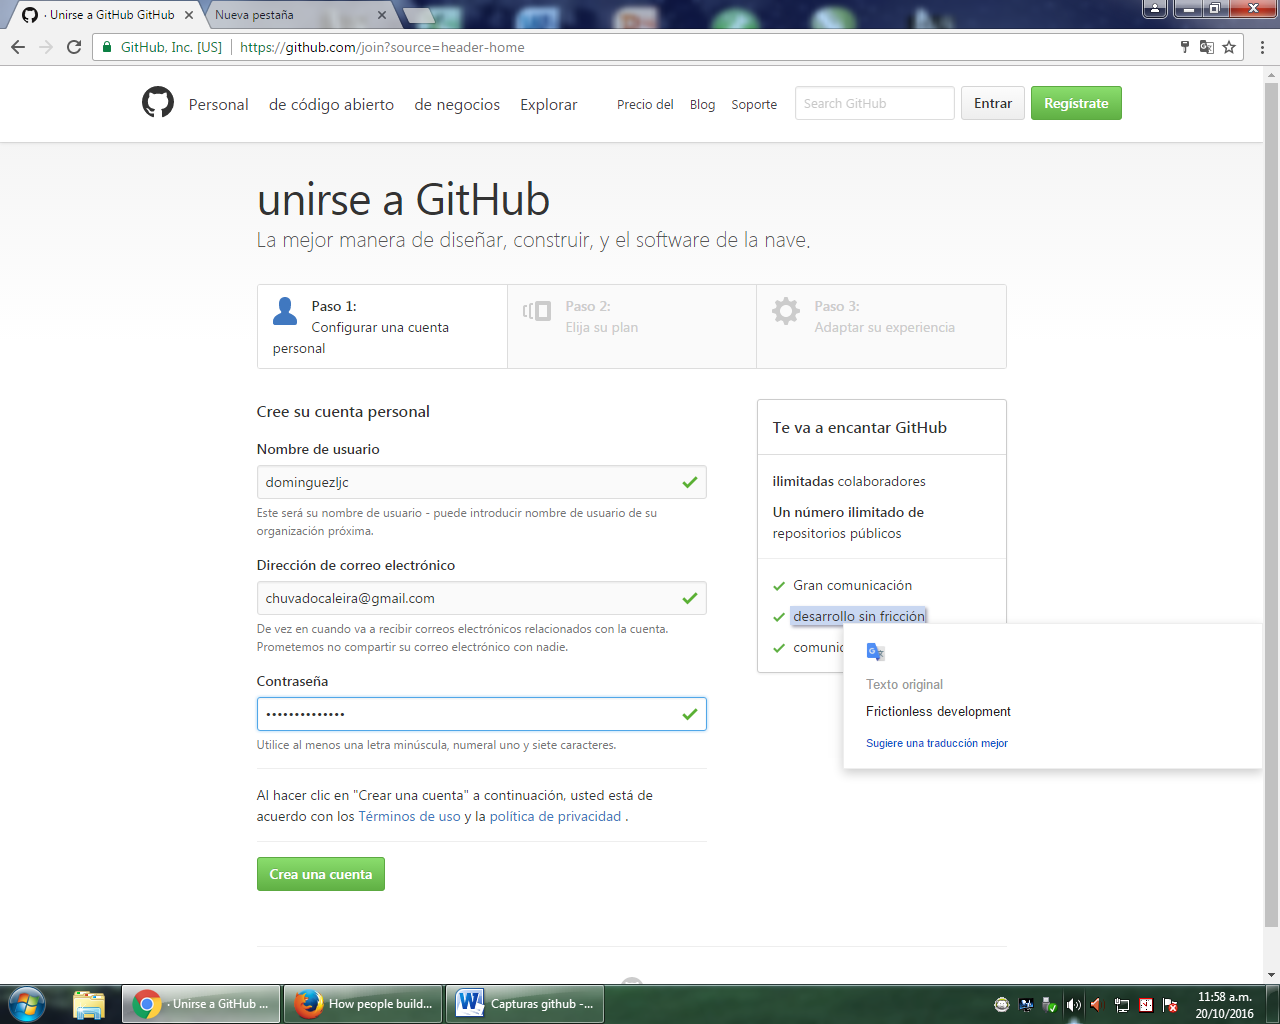 · Unirse a GitHub GitHub
Nueva pestaña
GitHub, Inc. [US]
https://github.com/join?source=header-home
Personal de código abierto de negocios Explorar Precio del Blog Soporte Search GitHub Entrar Regístrate
unirse a GitHub
La mejor manera de diseñar, construir, y el software de la nave.
Paso 1:
Configurar una cuenta
personal
Paso 2:
Elija su plan
Paso 3:
Adaptar su experiencia
Cree su cuenta personal
Nombre de usuario
dominguezljc
Este será su nombre de usuario - puede introducir nombre de usuario de su
organización próxima.
Dirección de correo electrónico
chuvadocaleira@gmail.com
De vez en cuando va a recibir correos electrónicos relacionados con la cuenta.
Prometemos no compartir su correo electrónico con nadie.
Contraseña
••••••••••••••
Utilice al menos una letra minúscula, numeral uno y siete caracteres.
Al hacer clic en "Crear una cuenta" a continuación, usted está de
acuerdo con los Términos de uso y la política de privacidad .
Crea una cuenta
Te va a encantar GitHub
ilimitadas colaboradores
Un número ilimitado de
repositorios públicos
Gran comunicación
desarrollo sin fricción
comunic
Texto original
Frictionless development
Sugiere una traducción mejor
· Unirse a GitHub ...
How people build...
Capturas github -...
11:58 a.m.
20/10/2016